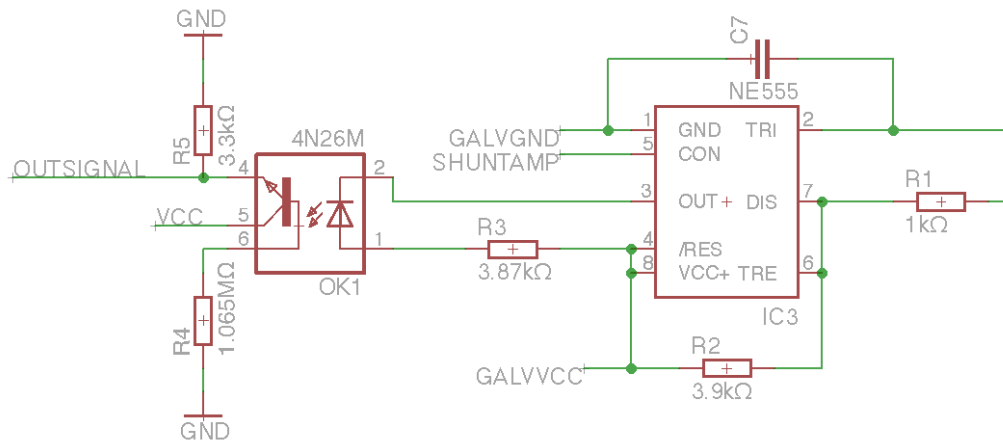 GND
C7
NE555
R5
3.3kΩ
4N26M
1
GND
TRI
2
GALVGND
5
CON
SHUNTAMP
OUTSIGNAL
4
2
R1
1kΩ
3
OUT+
DIS
7
VCC
5
6
1
R3
3.87kΩ
4
/RES
8
VCC+
TRE
6
OK1
IC3
R4
1.065MΩ
R2
3.9kΩ
GALVVCC
GND